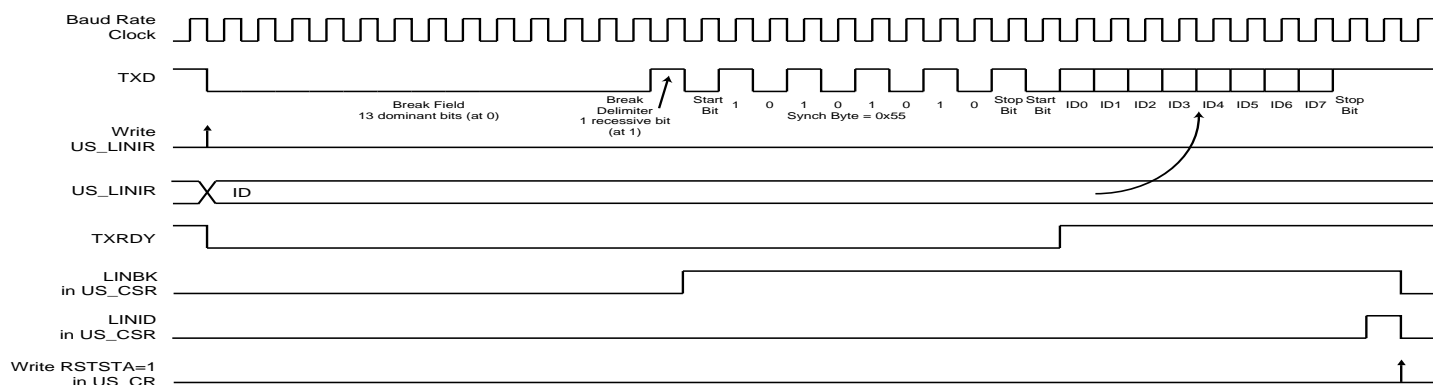 Baud Rate
Clock
TXD
Break Field
13 dominant bits (at 0)
Break
Delimiter
1 recessive bit
(at 1)
Start
Bit
1
0
1
0
1
0
1
0
Synch Byte = 0x55
Stop
Bit
Start
Bit
ID0
ID1
ID2
ID3
ID4
ID5
ID6
ID7
Stop
Bit
Write
US_LINIR
US_LINIR
ID
TXRDY
LINBK
in US_CSR
LINID
in US_CSR
Write RSTSTA=1
in US_CR